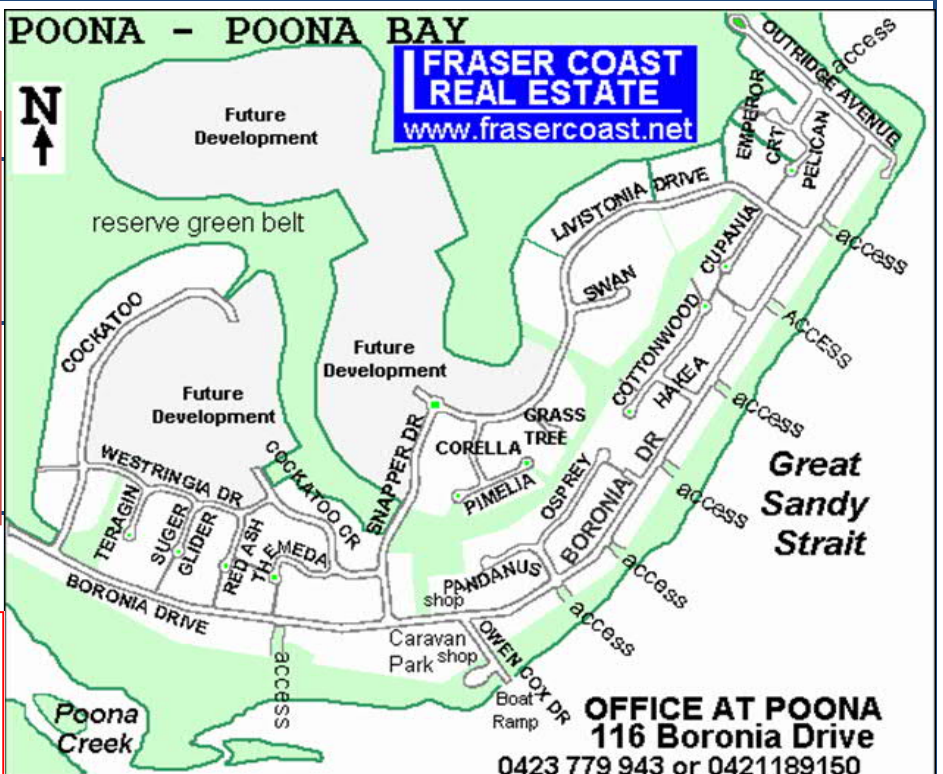 POONA - POONA BAY
FRASER COAST
REAL ESTATE
www.frasercoast.net
N
Future
Development
reserve green belt
OUTRIDGE AVENUE
access
EMPEROR
CRT
PELICAN
LIVISTONIA DRIVE
CUPANIA
access
SWAN
COCKATOO
COTTONWOOD
ACCESS
Future
Development
HAKEA
access
Future
Development
GRASS
TREE
CORELLA
SNAPPER DR
PIMELIA
OSPREY
BORONIA DR
access
Great
Sandy
Strait
WESTRINGIA DR
COCKATOO CR
TERAGIN
SUGER
GLIDER
RED ASH
THEMEDA
access
PANDANUS
shop
access
BORONIA DRIVE
Caravan
Park
shop
OWEN COX DR
access
Boat
Ramp
Poona
Creek
OFFICE AT POONA
116 Boronia Drive
0423 779 943 or 0421189150